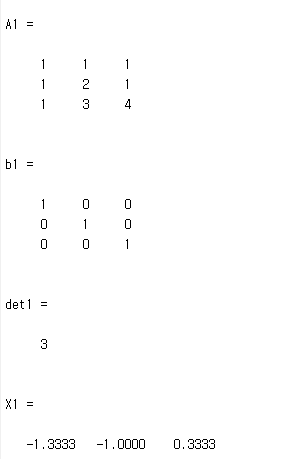 A1 =
1 1 1
1 2 1
1 3 4
b1 =
1 0 0
0 1 0
0 0 1
det1 =
3
X1 =
-1.3333 -1.0000 0.3333